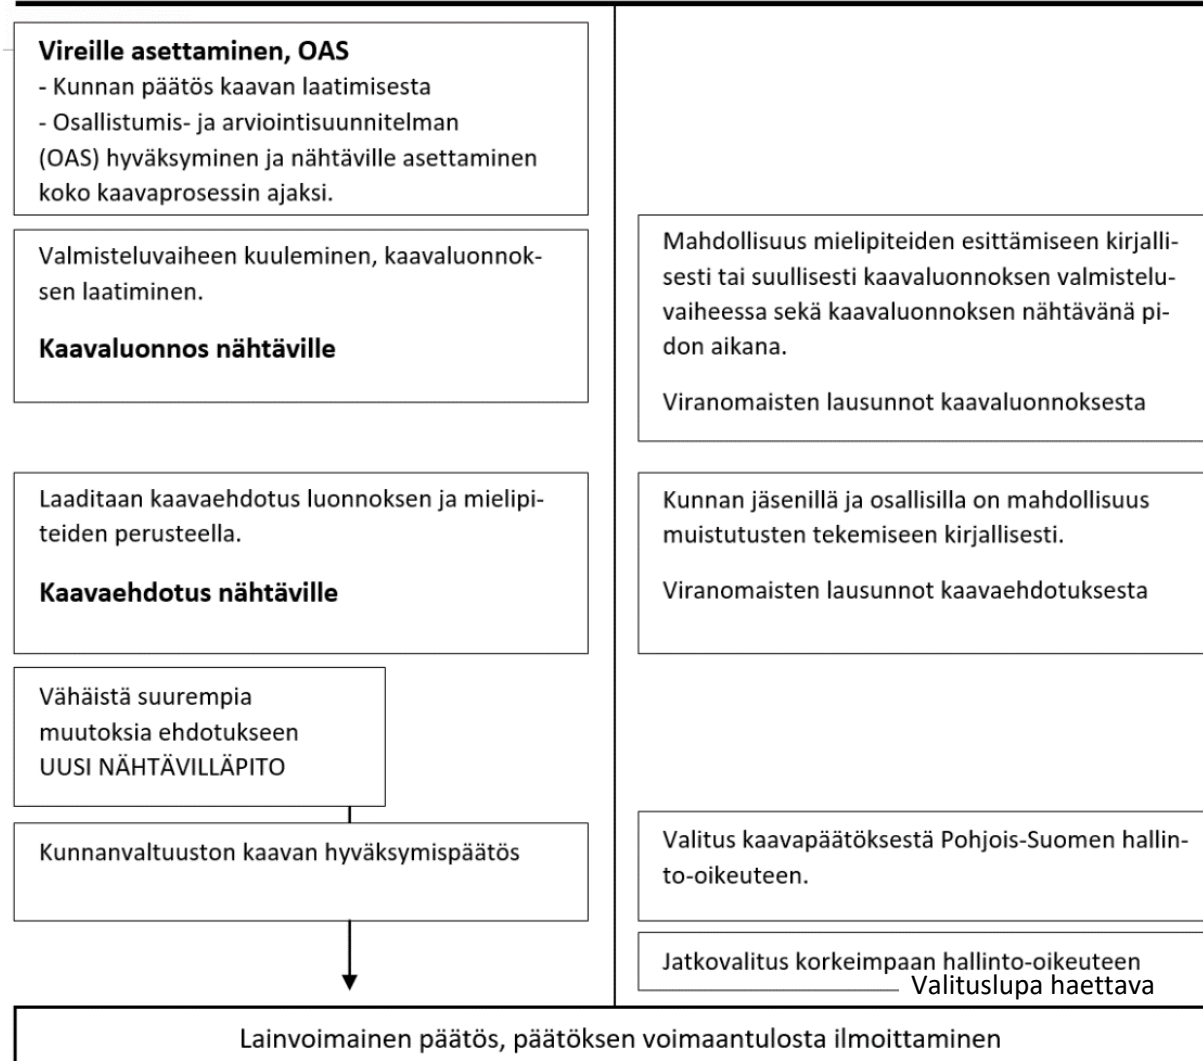 Vireille asettaminen, OAS
- Kunnan päätös kaavan laatimisesta
- Osallistumis- ja arviointisuunnitelman
(OAS) hyväksyminen ja nähtäville asettaminen
koko kaavaprosessin ajaksi.
Valmisteluvaiheen kuuleminen, kaavaluonnok-
sen laatiminen.
Kaavaluonnos nähtäville
Mahdollisuus mielipiteiden esittämiseen kirjalli-
sesti tai suullisesti kaavaluonnoksen valmistelu-
vaiheessa sekä kaavaluonnoksen nähtävänä pi-
don aikana.
Viranomaisten lausunnot kaavaluonnoksesta
Laaditaan kaavaehdotus luonnoksen ja mielipi-
teiden perusteella.
Kaavaehdotus nähtäville
Kunnan jäsenillä ja osallisilla on mahdollisuus
muistutusten tekemiseen kirjallisesti.
Viranomaisten lausunnot kaavaehdotuksesta
Vähäistä suurempia
muutoksia ehdotukseen
UUSI NÄHTÄVILLÄPITO
Kunnanvaltuuston kaavan hyväksymispäätös
Valitus kaavapäätöksestä Pohjois-Suomen hallin-
to-oikeuteen.
Jatkovalitus korkeimpaan hallinto-oikeuteen
Valituslupa haettava
Lainvoimainen päätös, päätöksen voimaantulosta ilmoittaminen